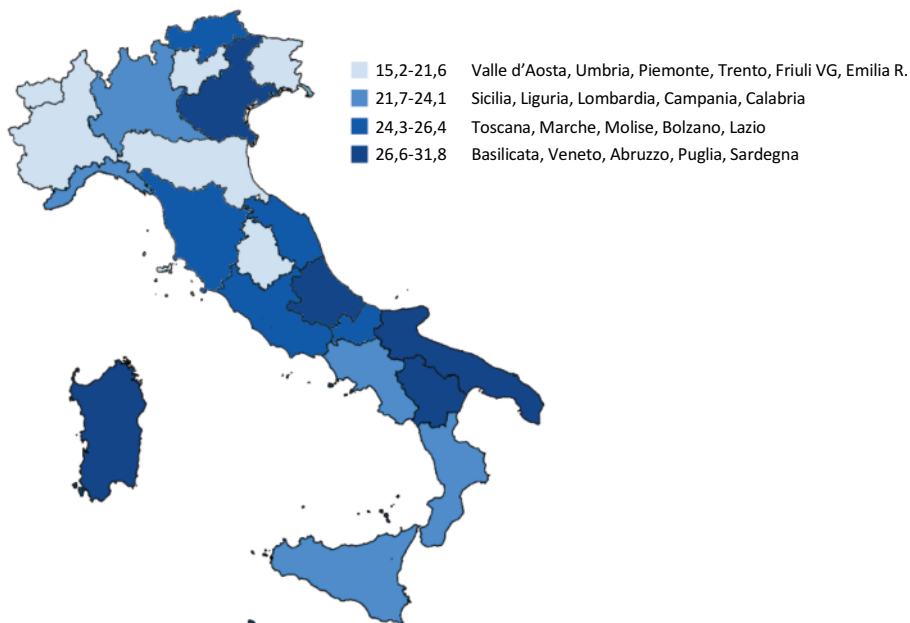 15,2-21,6 Valle d’Aosta, Umbria, Piemonte, Trento, Friuli VG, Emilia R.
21,7-24,1 Sicilia, Liguria, Lombardia, Campania, Calabria
24,3-26,4 Toscana, Marche, Molise, Bolzano, Lazio
26,6-31,8 Basilicata, Veneto, Abruzzo, Puglia, Sardegna